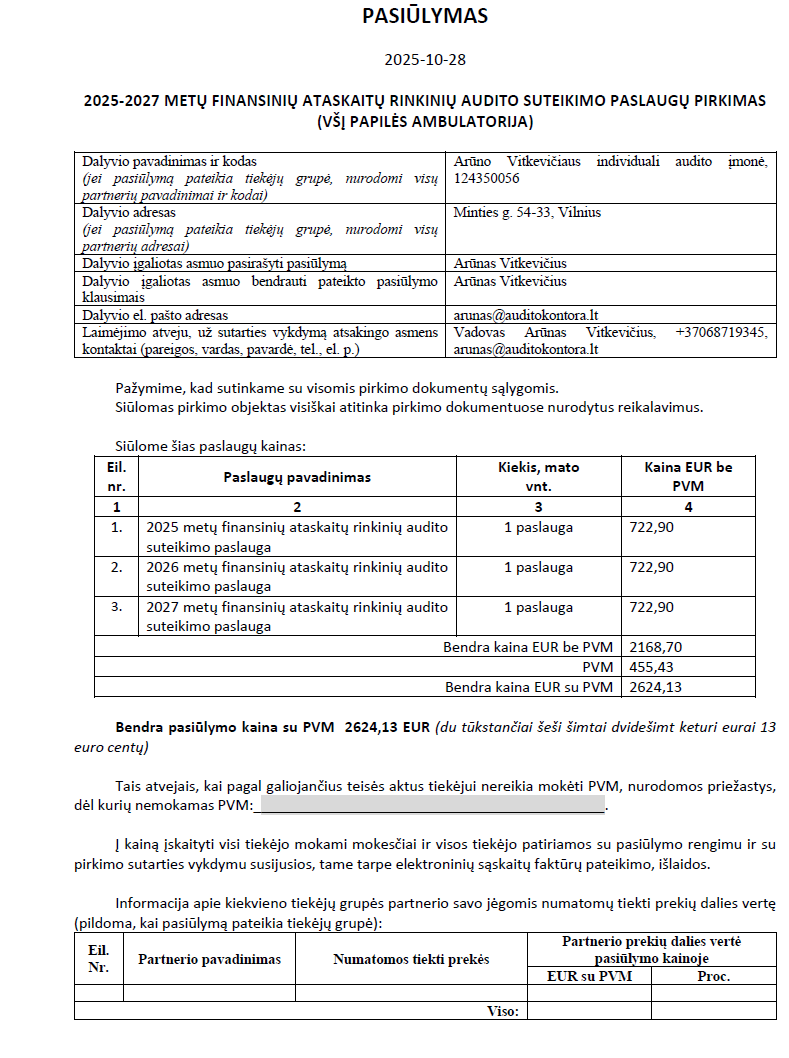 PASIŪLYMAS
2025-10-28
2025-2027 METŲ FINANSINIŲ ATASKAITŲ RINKINIŲ AUDITO SUTEIKIMO PASLAUGŲ PIRKIMAS
(VŠĮ PAPILĖS AMBULATORIJA)
Dalyvio pavadinimas ir kodas
(jei pasiūlymą pateikia tiekėjų grupė, nurodomi visų
partnerių pavadinimai ir kodai)
Arūno Vitkevičiaus individuali audito įmonė,
124350056
Dalyvio adresas
(jei pasiūlymą pateikia tiekėjų grupė, nurodomi visų
partnerių adresai)
Minties g. 54-33, Vilnius
Dalyvio įgaliotas asmuo pasirašyti pasiūlymą
Arūnas Vitkevičius
Dalyvio įgaliotas asmuo bendrauti pateikto pasiūlymo
klausimais
Arūnas Vitkevičius
Dalyvio el. pašto adresas
arunas@auditokontora.lt
Laimėjimo atveju, už sutarties vykdymą atsakingo asmens
kontaktai (pareigos, vardas, pavardė, tel., el. p.)
Vadovas Arūnas Vitkevičius, +37068719345,
arunas@auditokontora.lt
Pažymime, kad sutinkame su visomis pirkimo dokumentų sąlygomis.
Siūlomas pirkimo objektas visiškai atitinka pirkimo dokumentuose nurodytus reikalavimus.
Siūlome šias paslaugų kainas:
Eil.
nr.
Paslaugų pavadinimas
Kiekis, mato
vnt.
Kaina EUR be
PVM
1 2 3 4
1. 2025 metų finansinių ataskaitų rinkinių audito 1 paslauga 722,90
suteikimo paslauga
2. 2026 metų finansinių ataskaitų rinkinių audito 1 paslauga 722,90
suteikimo paslauga
3. 2027 metų finansinių ataskaitų rinkinių audito 1 paslauga 722,90
suteikimo paslauga
Bendra kaina EUR be PVM 2168,70
PVM 455,43
Bendra kaina EUR su PVM 2624,13
Bendra pasiūlymo kaina su PVM 2624,13 EUR (du tūkstančiai šeši šimtai dvidešimt keturi eurai 13
euro centų)
Tais atvejais, kai pagal galiojančius teisės aktus tiekėjui nereikia mokėti PVM, nurodomos priežastys,
dėl kurių nemokamas PVM: .
Į kainą įskaityti visi tiekėjo mokami mokesčiai ir visos tiekėjo patiriamos su pasiūlymo rengimu ir su
pirkimo sutarties vykdymu susijusios, tame tarpe elektroninių sąskaitų faktūrų pateikimo, išlaidos.
Informacija apie kiekvieno tiekėjų grupės partnerio savo jėgomis numatomų tiekti prekių dalies vertę
(pildoma, kai pasiūlymą pateikia tiekėjų grupė):
Eil.
Nr.
Partnerio pavadinimas
Numatomos tiekti prekės
Partnerio prekių dalies vertė
pasiūlymo kainoje
EUR su PVM Proc.
Viso: